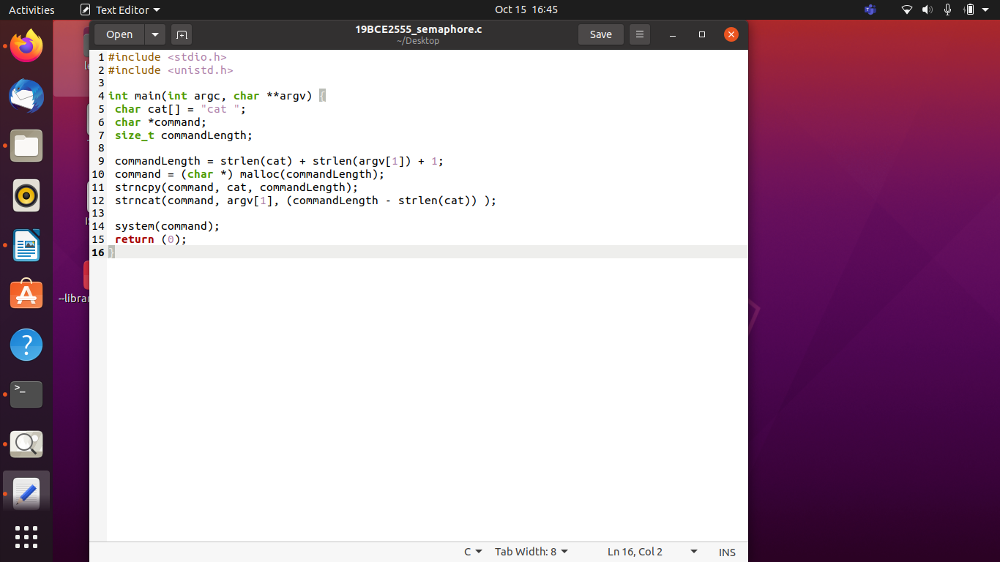 Activities Text Editor Oct 15 16:45
Open 19BCE2555_semaphore.c Save
~/Desktop
1 #include <stdio.h>
2 #include <unistd.h>
3
4 int main(int argc, char **argv) {
5 char cat[] = "cat ";
6 char *command;
7 size_t commandLength;
8
9 commandLength = strlen(cat) + strlen(argv[1]) + 1;
10 command = (char *) malloc(commandLength);
11 strncpy(command, cat, commandLength);
12 strncat(command, argv[1], (commandLength - strlen(cat)) );
13
14 system(command);
15 return (0);
16 }
--librar
C Tab Width: 8 Ln 16, Col 2 INS